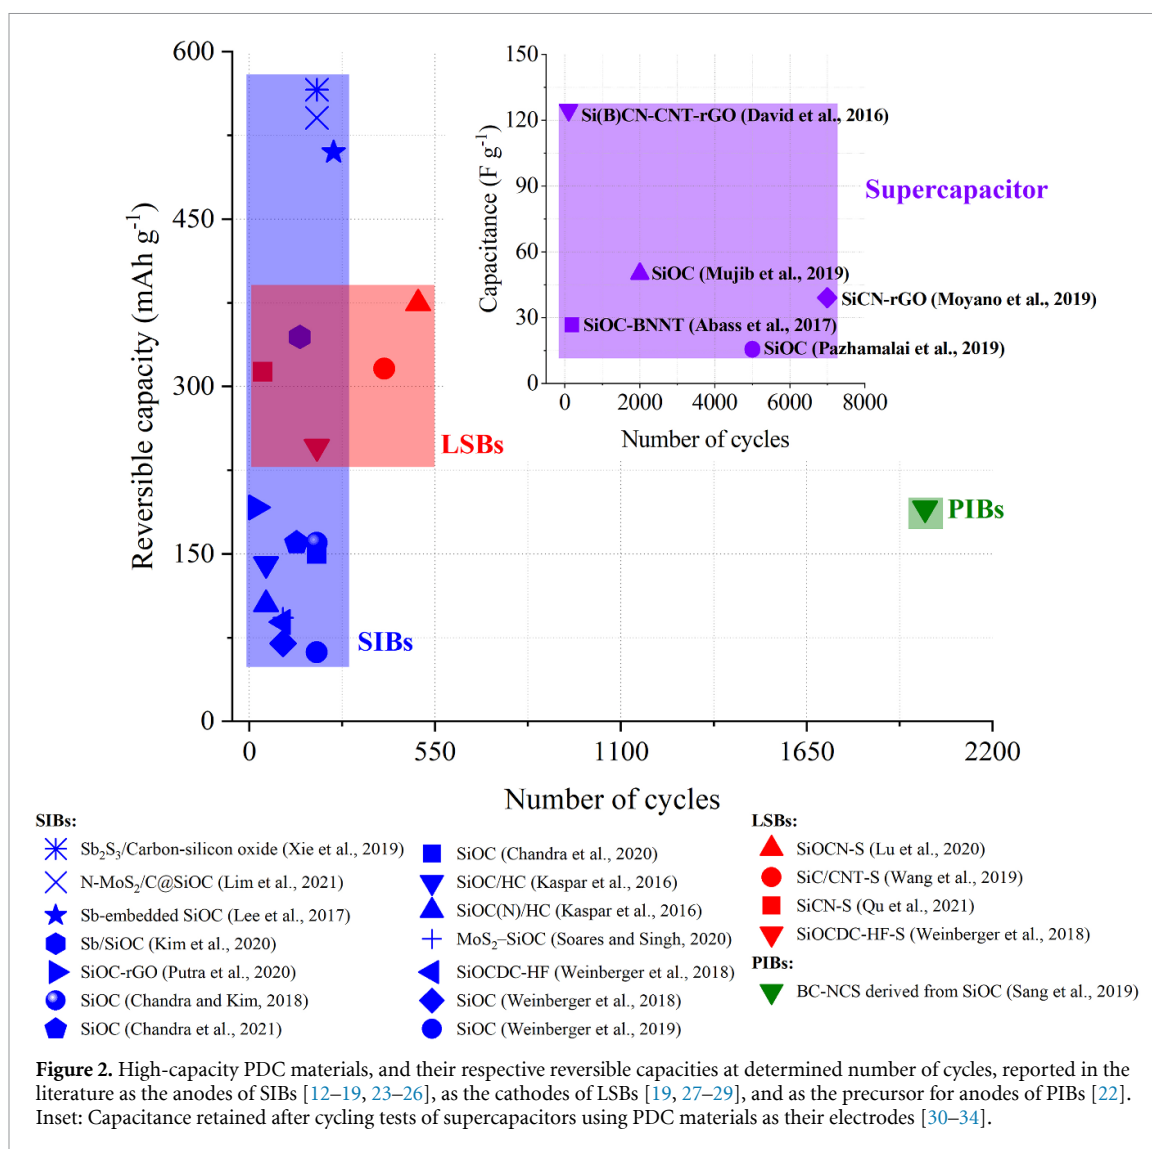 600
450
300
150
0
Reversible capacity (mAh g-1)
0
550
1100
1650
2200
Number of cycles
SIBs
LSBs
PIBs
150
120
90
60
30
0
Capacitance (F g-1)
0
2000
4000
6000
8000
Number of cycles
Si(B)CN-CNT-rGO (David et al., 2016)
Supercapacitor
SiOC (Mujib et al., 2019)
SiCN-rGO (Moyano et al., 2019)
SiOC-BNNT (Abass et al., 2017)
SiOC (Pazhamalai et al., 2019)
SIBs:
Sb2S3/Carbon-silicon oxide (Xie et al., 2019)
N-MoS2/C@SiOC (Lim et al., 2021)
Sb-embedded SiOC (Lee et al., 2017)
Sb/SiOC (Kim et al., 2020)
SiOC-rGO (Putra et al., 2020)
SiOC (Chandra and Kim, 2018)
SiOC (Chandra et al., 2021)
SiOC (Chandra et al., 2020)
SiOC/HC (Kaspar et al., 2016)
SiOC(N)/HC (Kaspar et al., 2016)
MoS2–SiOC (Soares and Singh, 2020)
SiOCDC-HF (Weinberger et al., 2018)
SiOC (Weinberger et al., 2018)
SiOC (Weinberger et al., 2019)
LSBs:
SiOCN-S (Lu et al., 2020)
SiC/CNT-S (Wang et al., 2019)
SiCN-S (Qu et al., 2021)
SiOCDC-HF-S (Weinberger et al., 2018)
PIBs:
BC-NCS derived from SiOC (Sang et al., 2019)
Figure 2. High-capacity PDC materials, and their respective reversible capacities at determined number of cycles, reported in the
literature as the anodes of SIBs [12–19, 23–26], as the cathodes of LSBs [19, 27–29], and as the precursor for anodes of PIBs [22].
Inset: Capacitance retained after cycling tests of supercapacitors using PDC materials as their electrodes [30–34].